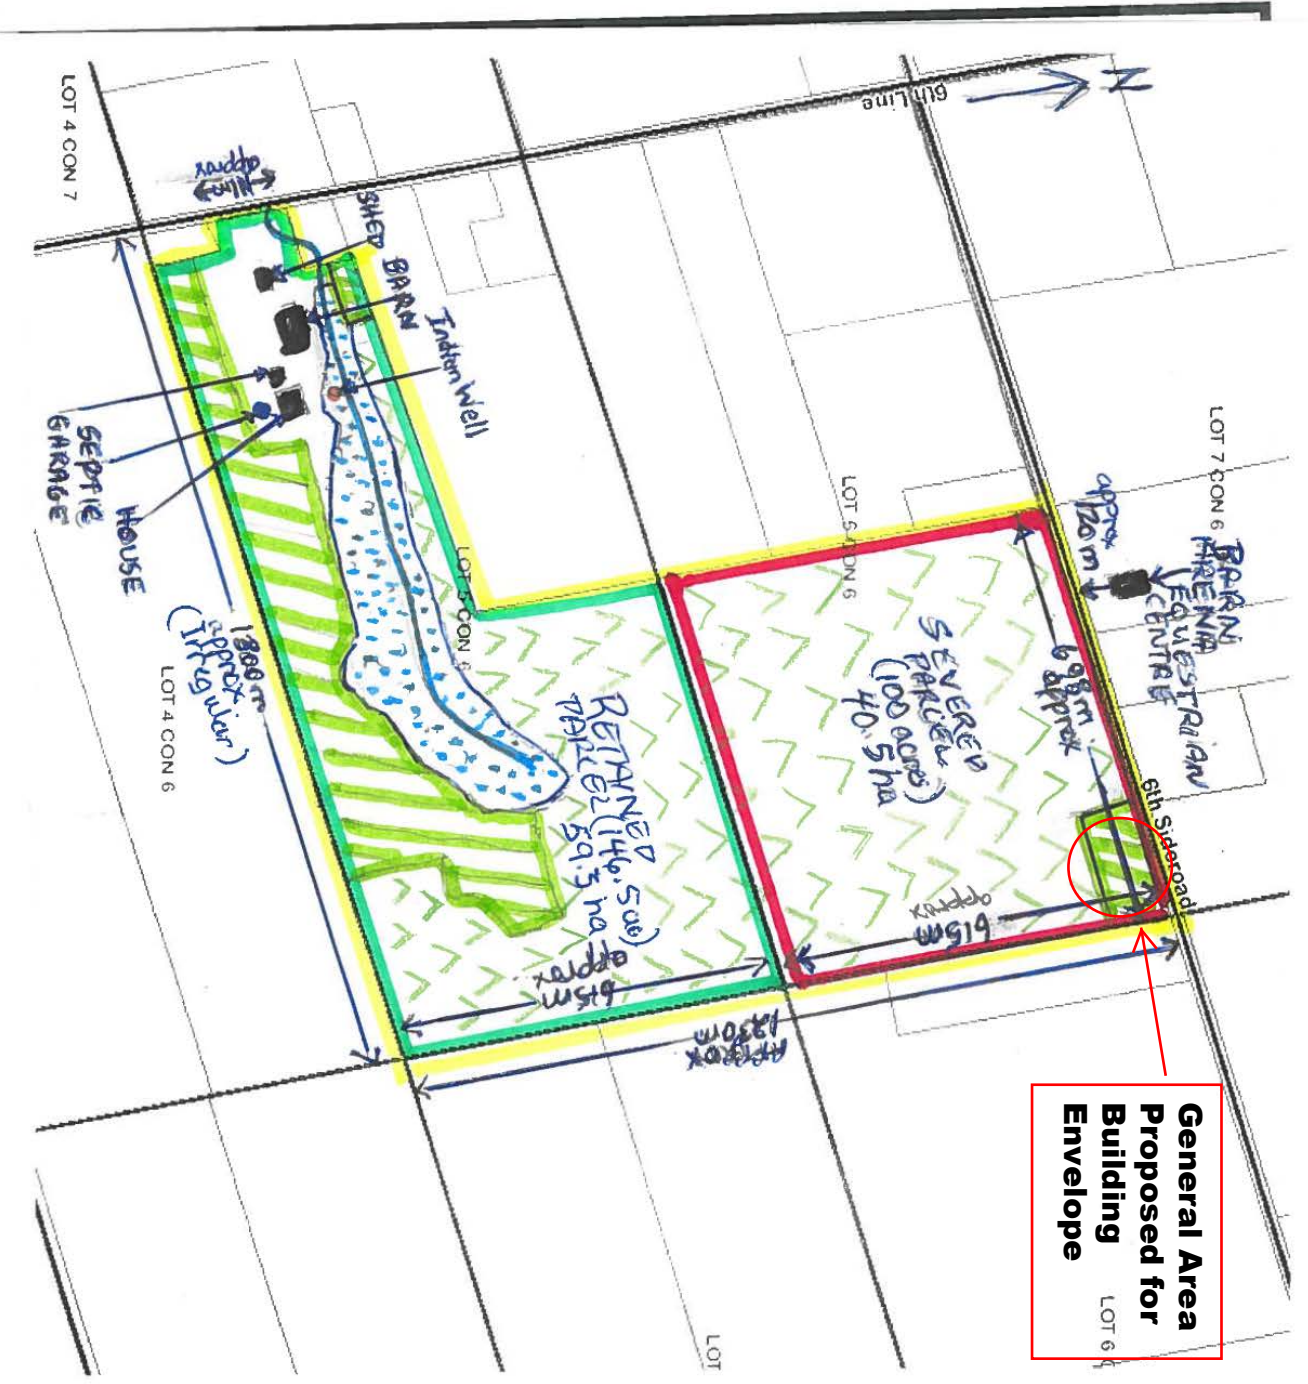 N
6th Line
LOT 4 CON 7
approx
SHED
BARN
Indian Well
SEPTIC
GARAGE
HOUSE
1800m
approx.
(Irregular)
LOT 4 CON 6
LOT 5 CON 6
LOT 5 CON 6
LOT 7 CON 6
approx
120m
BARN
ARENA
EQUESTRIAN
CENTRE
698m
approx
SEVERED
PARCEL
(100 acres)
40.5 ha
6th Sideroad
615m
approx
RETAINED
PARCEL (146.5ac)
59.3 ha
615m
approx
APPROX
1230m
General Area
Proposed for
Building
Envelope
LOT 6
LOT